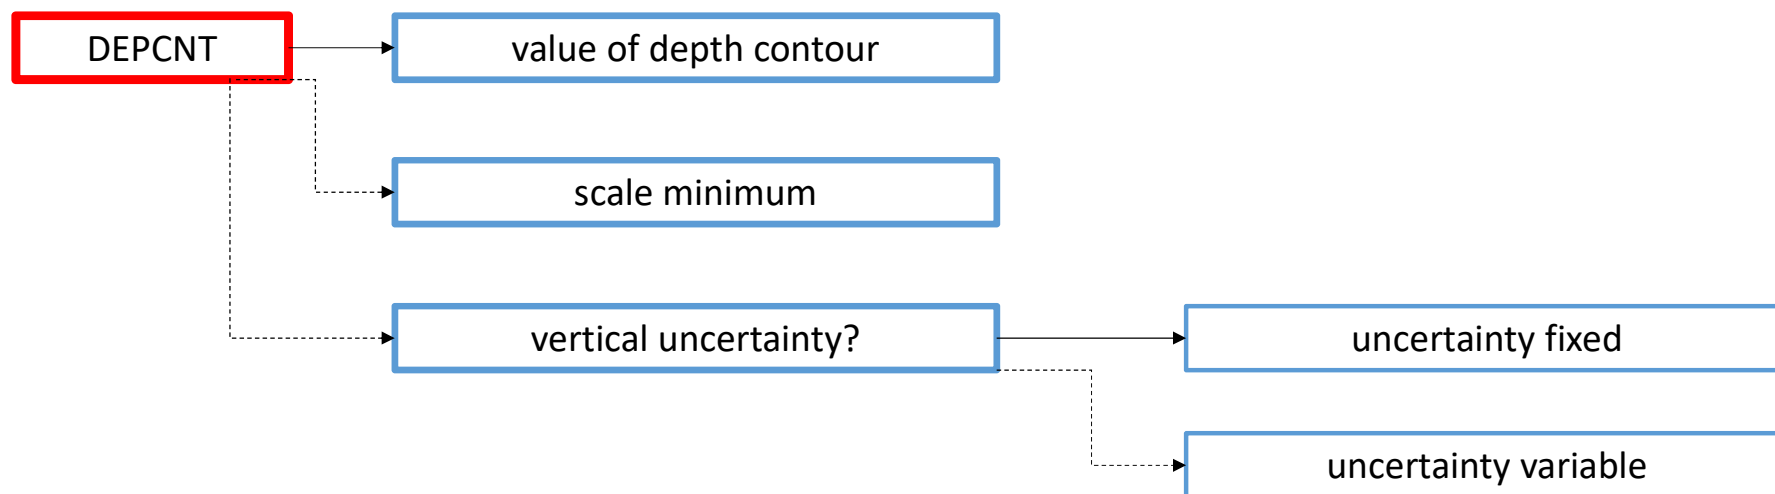 DEPCNT
value of depth contour
scale minimum
vertical uncertainty?
uncertainty fixed
uncertainty variable